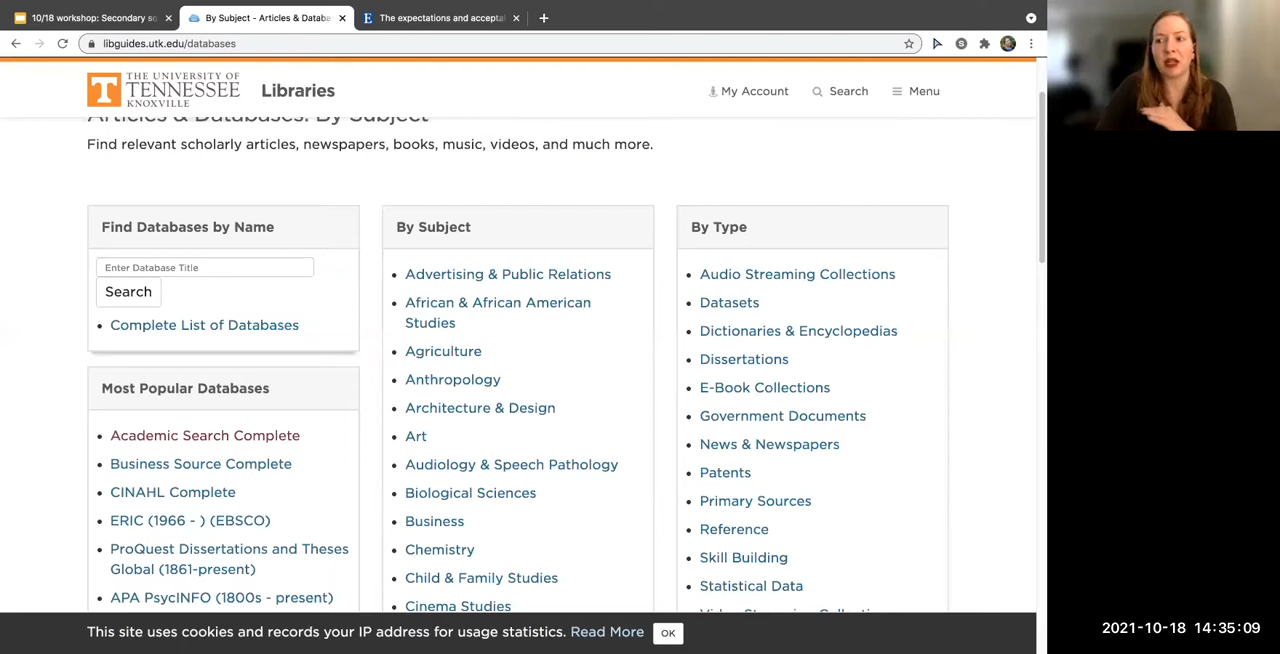 10/18 workshop: Secondary so
By Subject - Articles & Databa
The expectations and accepta
libguides.utk.edu/databases
THE UNIVERSITY OF
TENNESSEE
KNOXVILLE
Libraries
My Account
Search
Menu
Articles & Databases: By Subject
Find relevant scholarly articles, newspapers, books, music, videos, and much more.
Find Databases by Name
Enter Database Title
Search
Complete List of Databases
Most Popular Databases
Academic Search Complete
Business Source Complete
CINAHL Complete
ERIC (1966 - ) (EBSCO)
ProQuest Dissertations and Theses
Global (1861-present)
APA PsycINFO (1800s - present)
By Subject
Advertising & Public Relations
African & African American
Studies
Agriculture
Anthropology
Architecture & Design
Art
Audiology & Speech Pathology
Biological Sciences
Business
Chemistry
Child & Family Studies
Cinema Studies
By Type
Audio Streaming Collections
Datasets
Dictionaries & Encyclopedias
Dissertations
E-Book Collections
Government Documents
News & Newspapers
Patents
Primary Sources
Reference
Skill Building
Statistical Data
Video Streaming Collecti
This site uses cookies and records your IP address for usage statistics. Read More
OK
2021-10-18 14:35:09